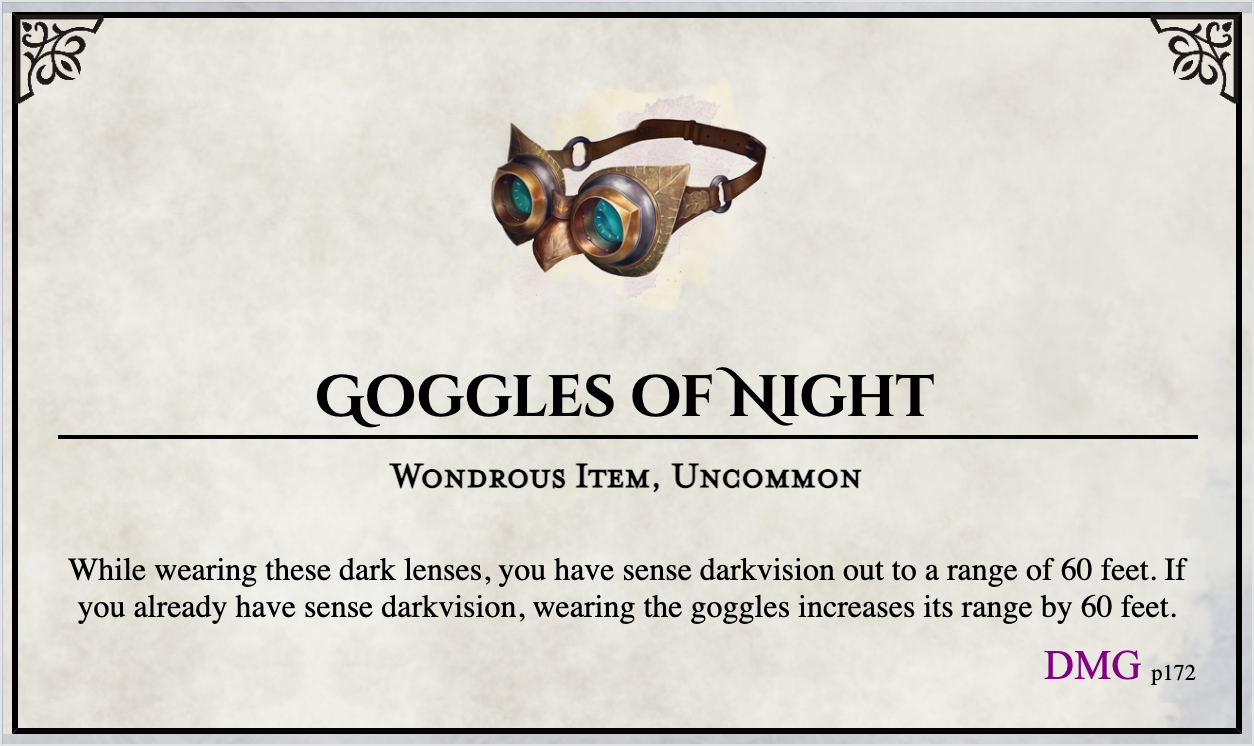 Goggles of Night
Wondrous Item, Uncommon
While wearing these dark lenses, you have sense darkvision out to a range of 60 feet. If
you already have sense darkvision, wearing the goggles increases its range by 60 feet.
DMG p172